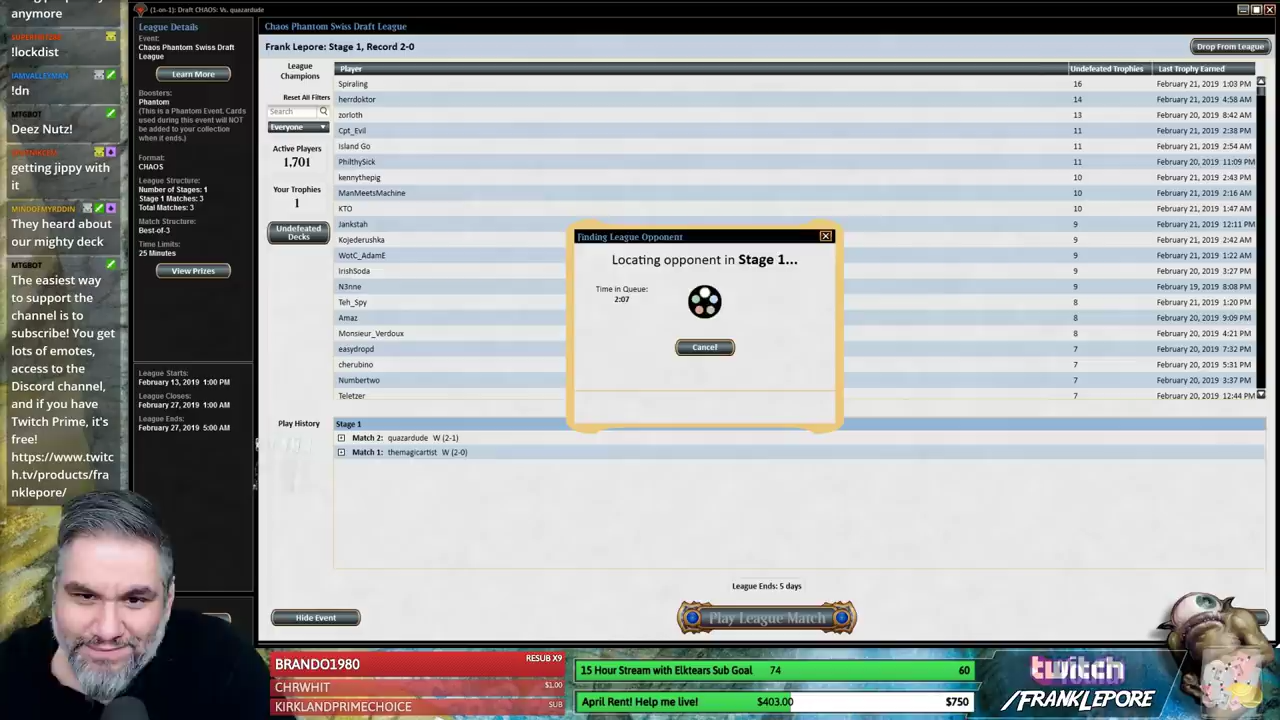 anymore
!lockdist
IAMVALLEYMAN
!dn
MTGBOT
Deez Nutz!
getting jippy with
it
MINDOFMYRDDIN
They heard about
our mighty deck
MTGBOT
The easiest way
to support the
channel is to
subscribe! You get
lots of emotes,
access to the
Discord channel,
and if you have
Twitch Prime, it's
free!
https://www.twitc
h.tv/products/fra
nklepore/
(1-on-1): Draft CHAOS: Vs. quazardude
League Details
Event:
Chaos Phantom Swiss Draft
League
Learn More
Boosters:
Phantom
(This is a Phantom Event. Cards
used during this event will NOT
be added to your collection
when it ends.)
Format:
CHAOS
League Structure:
Number of Stages: 1
Stage 1 Matches: 3
Total Matches: 3
Match Structure:
Best-of-3
Time Limits:
25 Minutes
View Prizes
League Starts:
February 13, 2019 1:00 PM
League Closes:
February 27, 2019 1:00 AM
League Ends:
February 27, 2019 5:00 AM
Chaos Phantom Swiss Draft League
Frank Lepore: Stage 1, Record 2-0
Drop From League
League
Champions
Reset All Filters
Search
Everyone
Active Players
1,701
Your Trophies
1
Undefeated
Decks
Player Undefeated Trophies Last Trophy Earned
Spiraling 16 February 21, 2019 1:03 PM
herrdoktor 14 February 21, 2019 4:58 AM
zorloth 13 February 20, 2019 8:42 AM
Cpt_Evil 11 February 21, 2019 2:38 PM
Island Go 11 February 21, 2019 2:54 AM
PhilthySick 11 February 20, 2019 11:09 PM
kennythepig 10 February 21, 2019 2:43 PM
ManMeetsMachine 10 February 21, 2019 2:16 AM
KTO 10 February 21, 2019 1:47 AM
Jankstah 9 February 21, 2019 12:11 PM
Kojederushka 9 February 21, 2019 2:42 AM
WotC_AdamE 9 February 21, 2019 1:22 AM
IrishSoda 9 February 20, 2019 3:27 PM
N3nne 9 February 19, 2019 8:08 PM
Teh_Spy 8 February 21, 2019 1:20 PM
Amaz 8 February 20, 2019 9:09 PM
Monsieur_Verdoux 8 February 20, 2019 4:21 PM
easydropd 7 February 20, 2019 7:32 PM
cherubino 7 February 20, 2019 5:31 PM
Numbertwo 7 February 20, 2019 3:37 PM
Teletzer 7 February 20, 2019 12:44 PM
Finding League Opponent
Locating opponent in Stage 1...
Time in Queue:
2:07
Cancel
Play History
Stage 1
Match 2: quazardude W (2-1)
Match 1: themagicartist W (2-0)
League Ends: 5 days
Hide Event
Play League Match
BRANDO1980 RESUB X9
CHRWHIT $1.00
KIRKLANDPRIMECHOICE SUB
15 Hour Stream with Elktears Sub Goal 74 60
April Rent! Help me live! $403.00 $750
twitch
/FRANKLEPORE